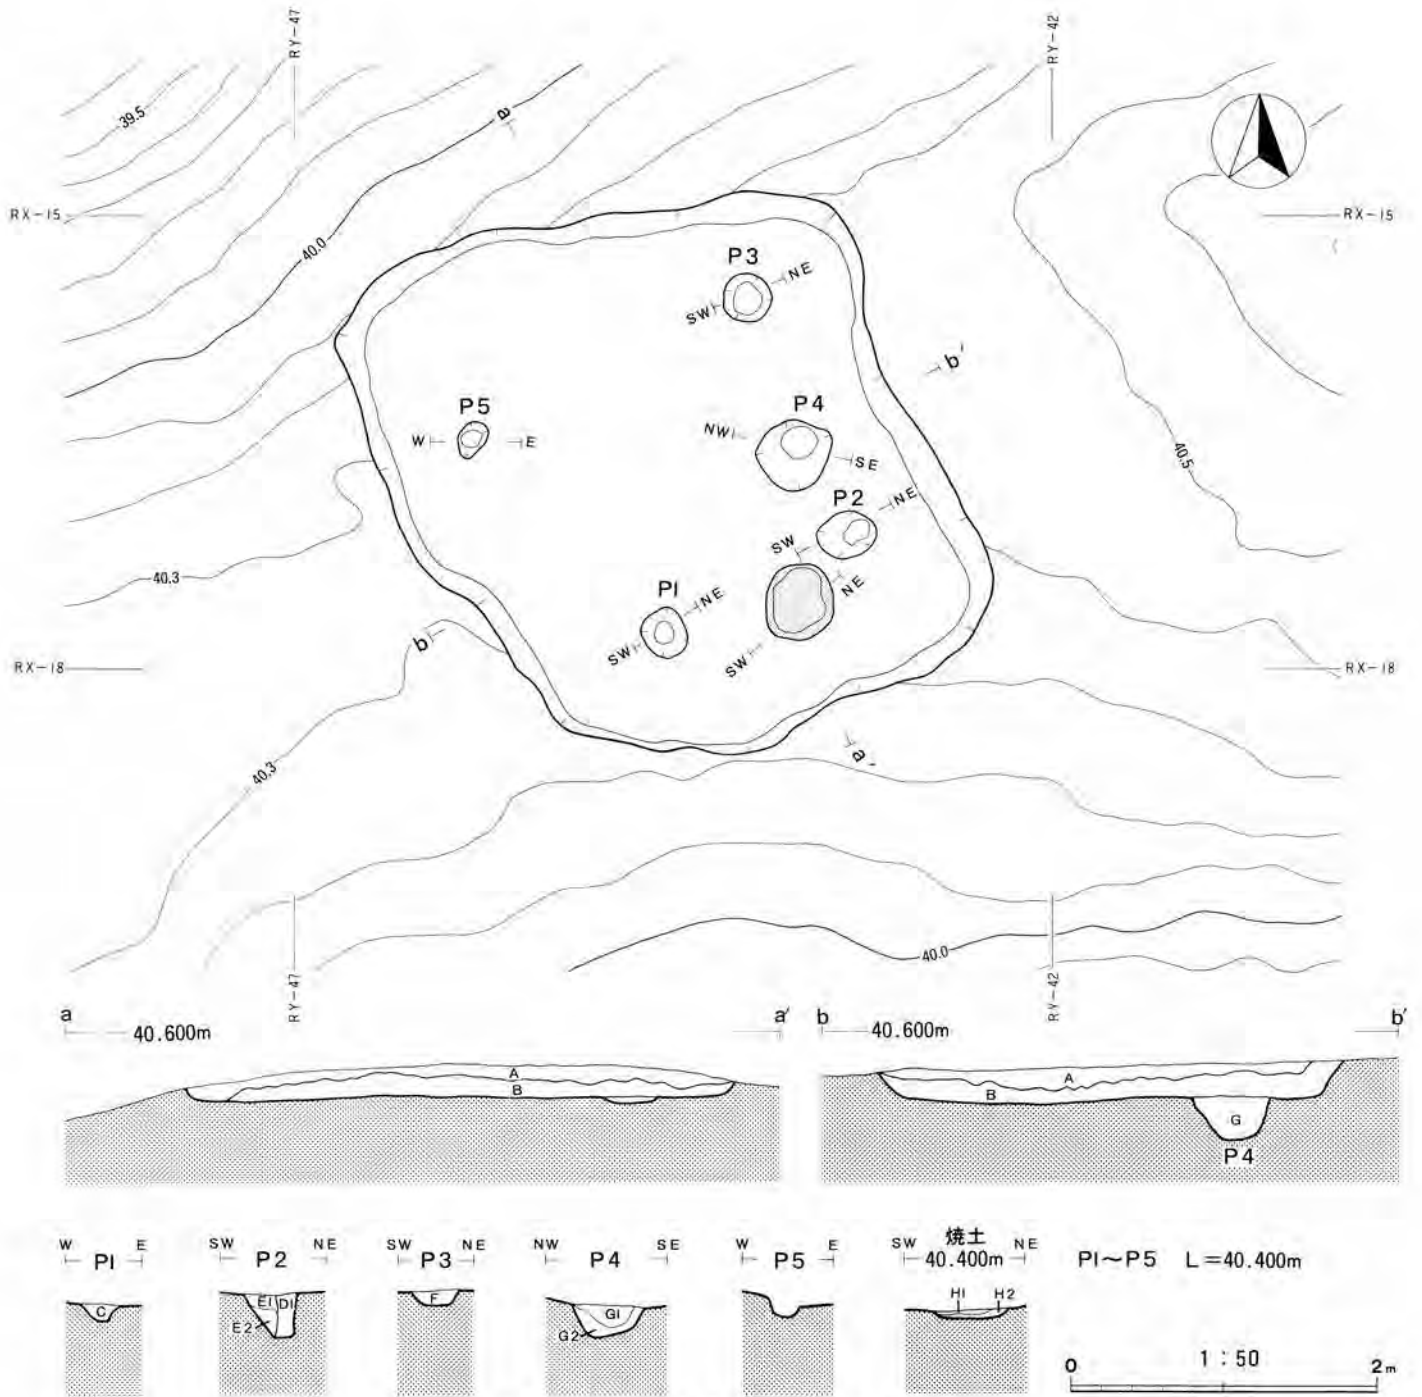 RY-47
RY-42
39.5
a
RX-15
RX-15
40.0
P3
NE
SW
b'
P5
P4
W
E
NW
SE
40.5
P2
NE
SW
NE
40.3
P1
NE
SW
SW
b
RX-18
RX-18
a'
40.3
40.0
RY-47
RY-42
a
a'
b
b'
40.600m
40.600m
A
B
A
B
G
P4
W E
P1
SW NE
P2
SW NE
P3
NW SE
P4
W E
P5
焼土
SW NE
40.400m
P1~P5 L=40.400m
C
E1
D1
E2
F
G1
G2
H1
H2
1:50
0
2m